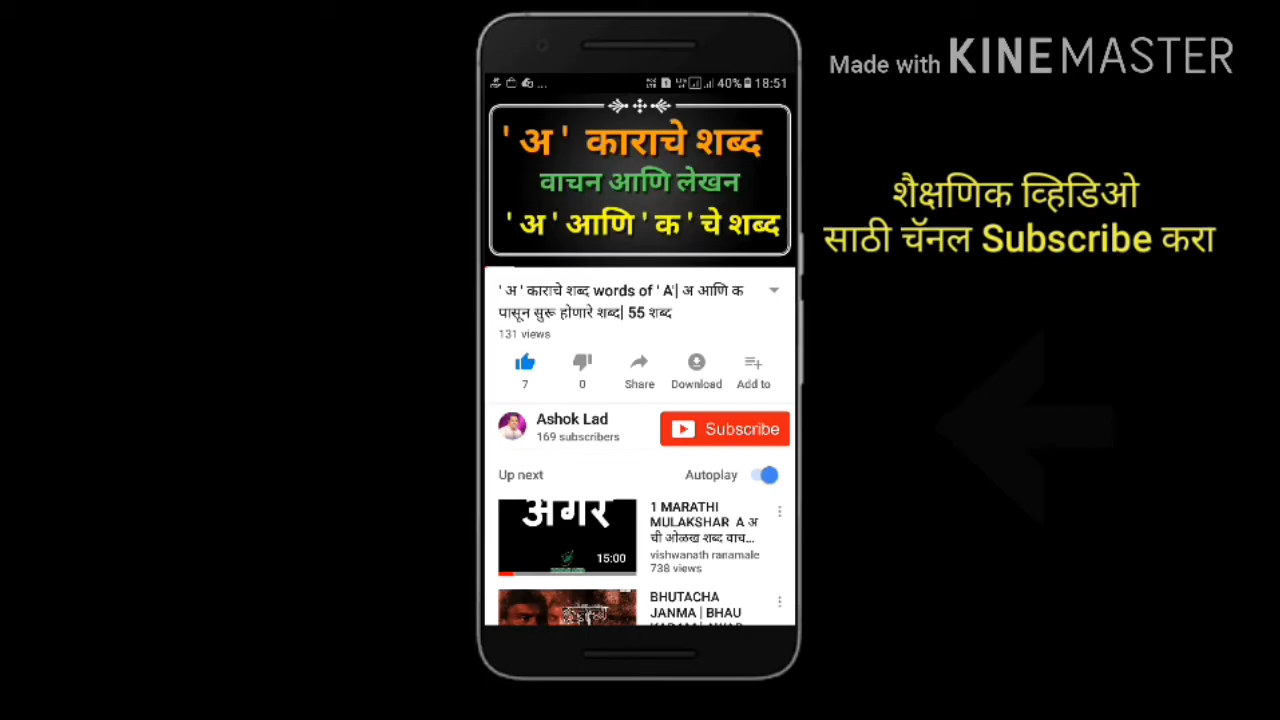 Made with KINEMASTER
40% 18:51
' अ ' काराचे शब्द
वाचन आणि लेखन
' अ ' आणि ' क ' चे शब्द
शैक्षणिक व्हिडिओ
साठी चॅनल Subscribe करा
' अ ' काराचे शब्द words of ' A'| अ आणि क
पासून सुरू होणारे शब्द| 55 शब्द
131 views
7 0 Share Download Add to
Ashok Lad
169 subscribers
Subscribe
Up next Autoplay
अगर
15:00
1 MARATHI
MULAKSHAR A अ
ची ओळख शब्द वाच...
vishwanath ranamale
738 views
BHUTACHA
JANMA | BHAU